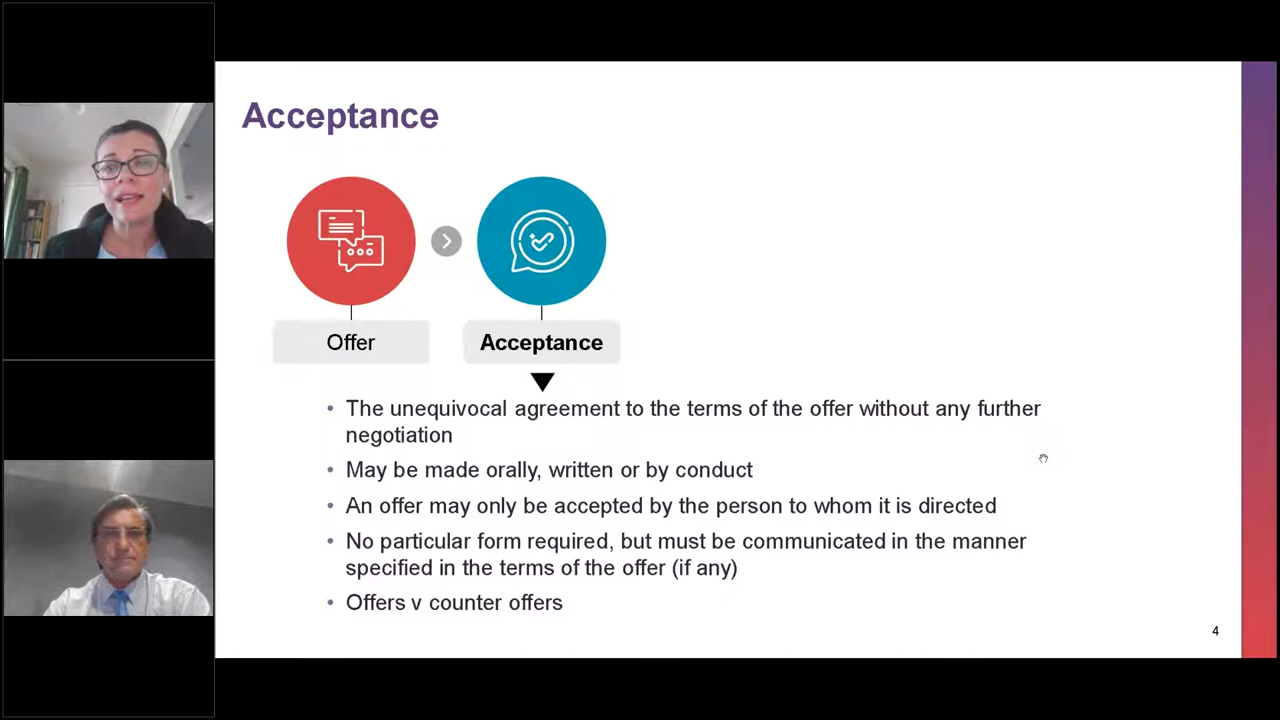 Acceptance
Offer
Acceptance
• The unequivocal agreement to the terms of the offer without any further
negotiation
• May be made orally, written or by conduct
• An offer may only be accepted by the person to whom it is directed
• No particular form required, but must be communicated in the manner
specified in the terms of the offer (if any)
• Offers v counter offers
4